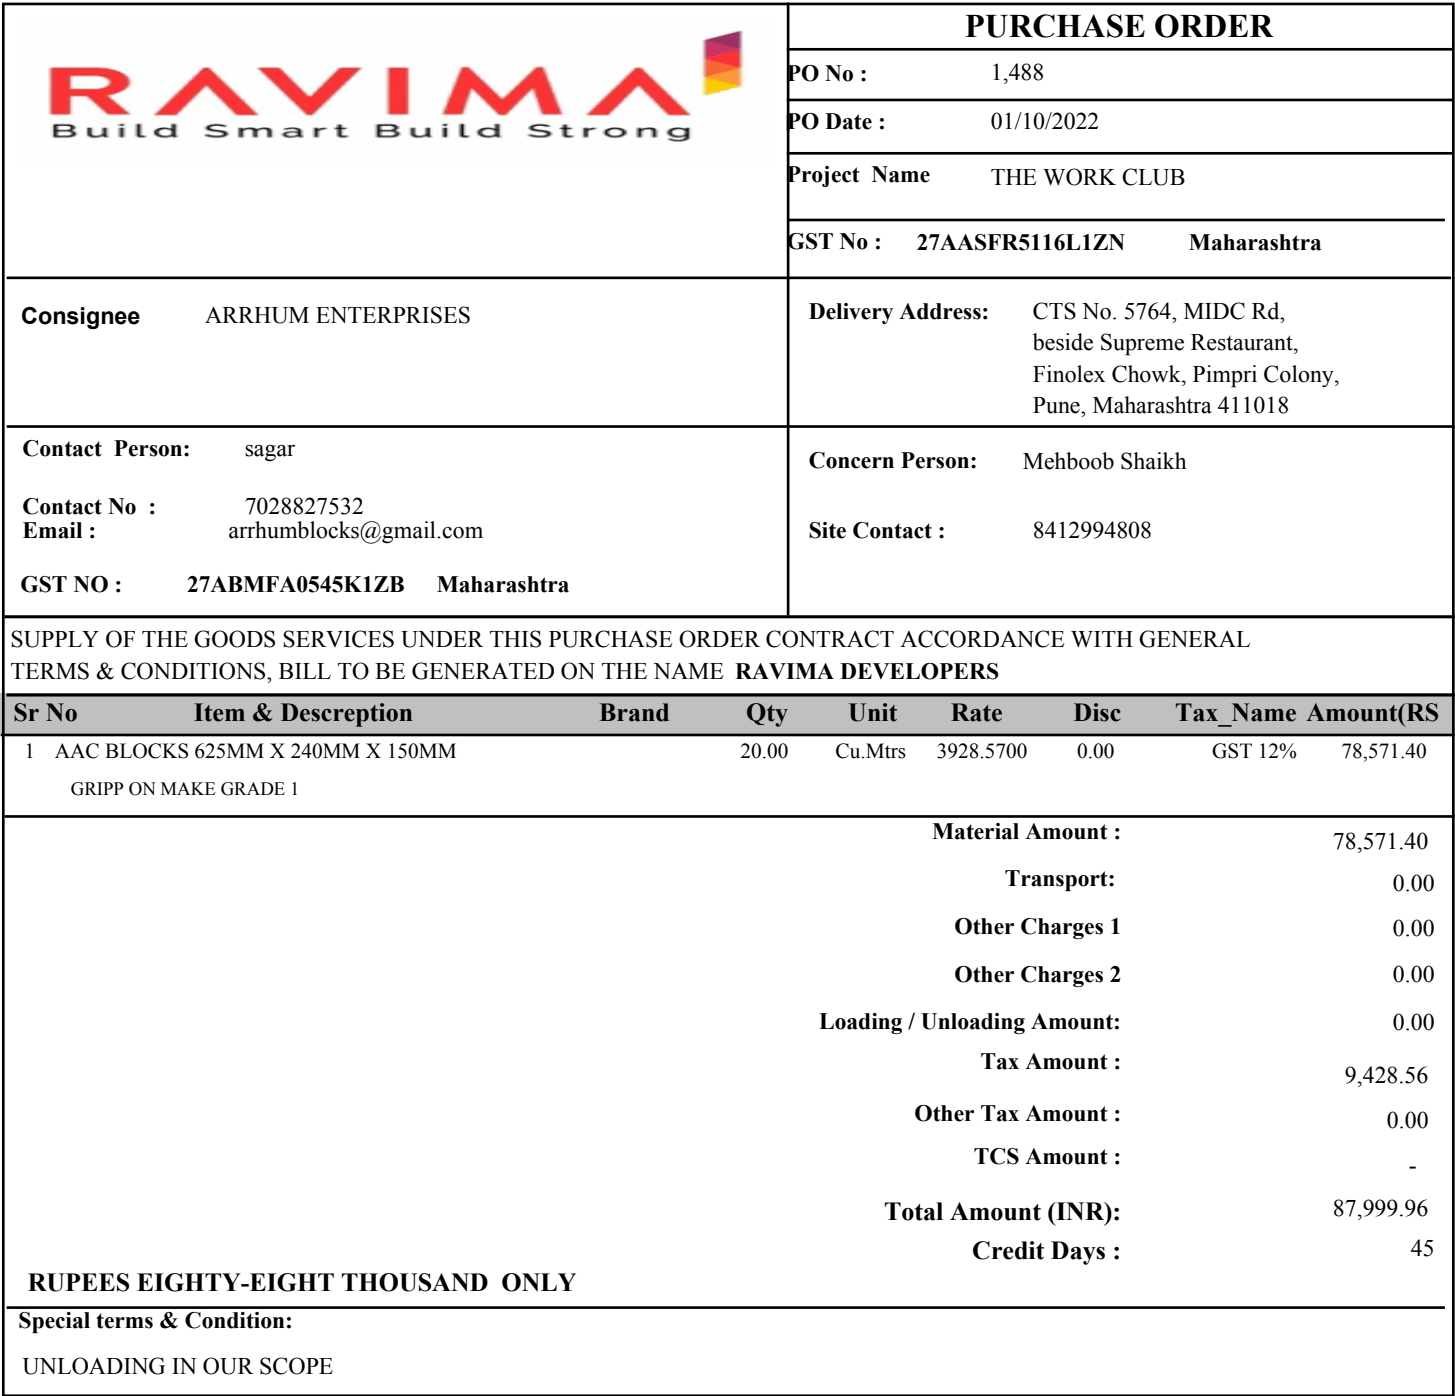 RAVIMA
Build Smart Build Strong
PURCHASE ORDER
PO No : 1,488
PO Date : 01/10/2022
Project Name THE WORK CLUB
GST No : 27AASFR5116L1ZN Maharashtra
Consignee ARRHUM ENTERPRISES
Delivery Address: CTS No. 5764, MIDC Rd,
beside Supreme Restaurant,
Finolex Chowk, Pimpri Colony,
Pune, Maharashtra 411018
Contact Person: sagar
Contact No : 7028827532
Email : arrhumblocks@gmail.com
GST NO : 27ABMFA0545K1ZB Maharashtra
Concern Person: Mehboob Shaikh
Site Contact : 8412994808
SUPPLY OF THE GOODS SERVICES UNDER THIS PURCHASE ORDER CONTRACT ACCORDANCE WITH GENERAL
TERMS & CONDITIONS, BILL TO BE GENERATED ON THE NAME RAVIMA DEVELOPERS
Sr No Item & Descreption Brand Qty Unit Rate Disc Tax_Name Amount(RS
1 AAC BLOCKS 625MM X 240MM X 150MM 20.00 Cu.Mtrs 3928.5700 0.00 GST 12% 78,571.40
GRIPP ON MAKE GRADE 1
Material Amount : 78,571.40
Transport: 0.00
Other Charges 1 0.00
Other Charges 2 0.00
Loading / Unloading Amount: 0.00
Tax Amount : 9,428.56
Other Tax Amount : 0.00
TCS Amount : -
Total Amount (INR): 87,999.96
Credit Days : 45
RUPEES EIGHTY-EIGHT THOUSAND ONLY
Special terms & Condition:
UNLOADING IN OUR SCOPE